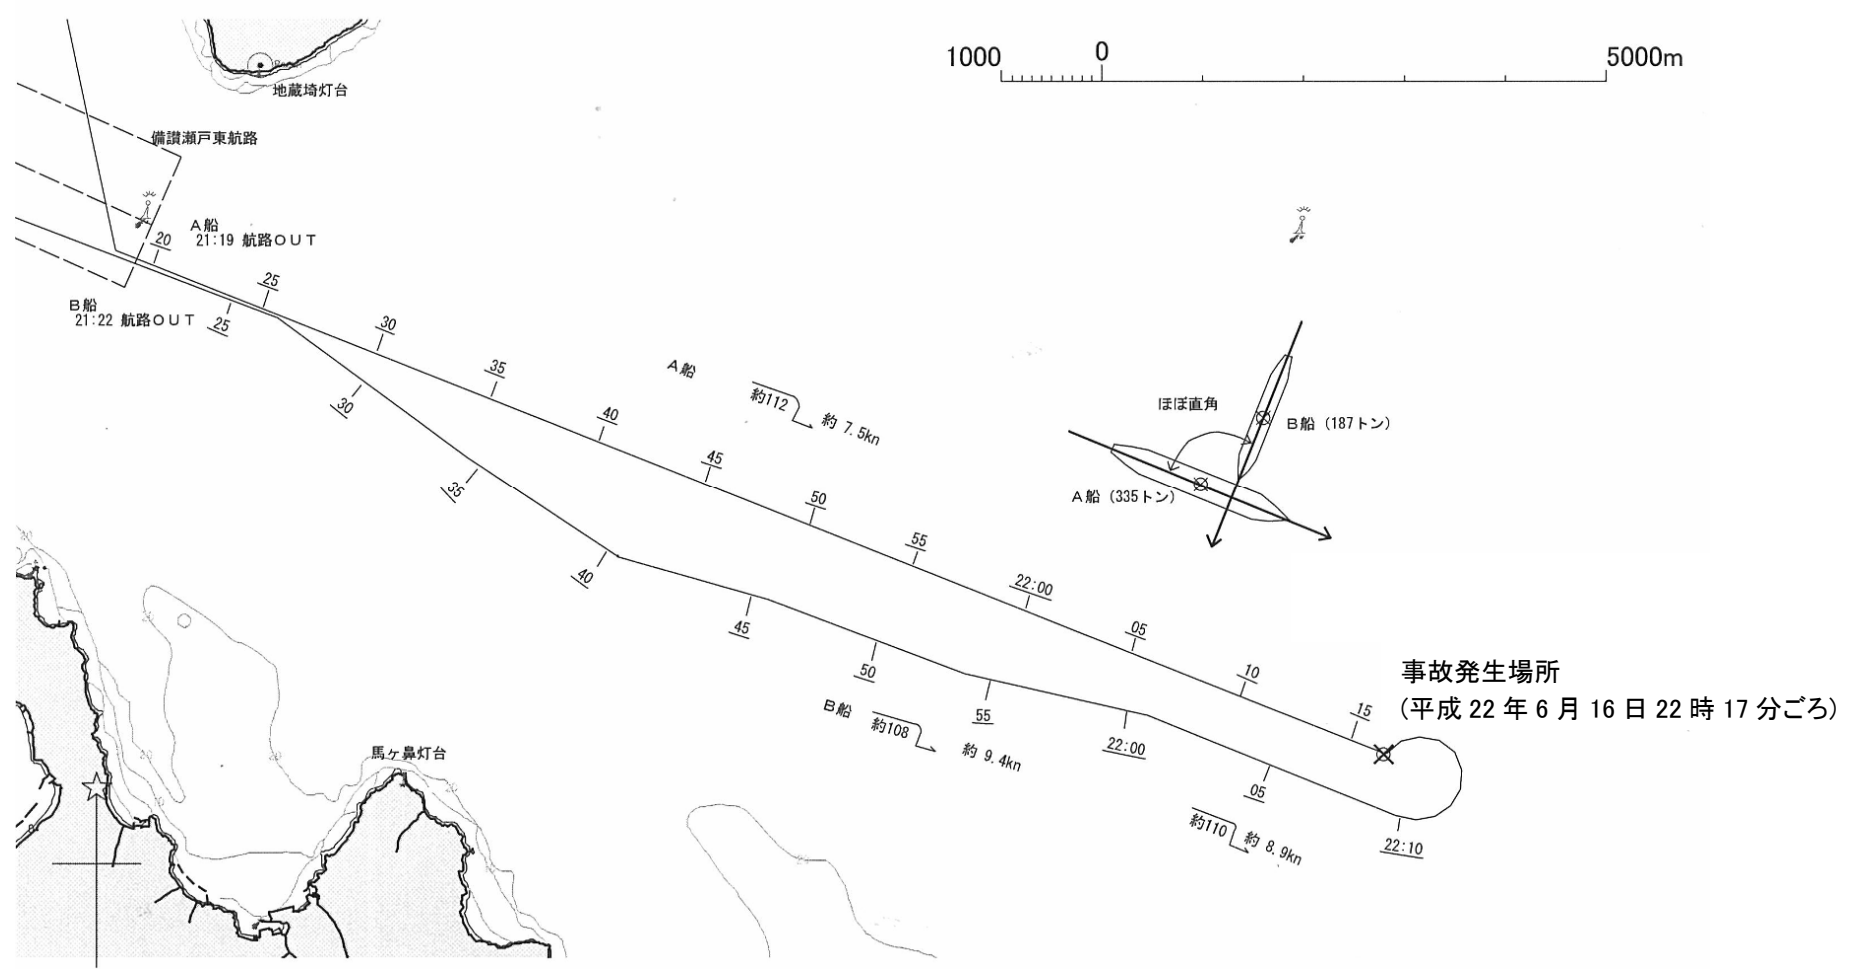 1000
0
5000m
地蔵埼灯台
備讃瀬戸東航路
A船
21:19 航路OUT
20
25
B船
21:22 航路OUT
25
30
35
40
45
50
55
22:00
05
10
15
30
35
40
45
50
55
22:00
05
22:10
A船
約112
約 7.5kn
B船
約108
約 9.4kn
約110
約 8.9kn
ほぼ直角
B船（187トン）
A船（335トン）
事故発生場所
(平成 22 年 6 月 16 日 22 時 17 分ごろ)
馬ヶ鼻灯台